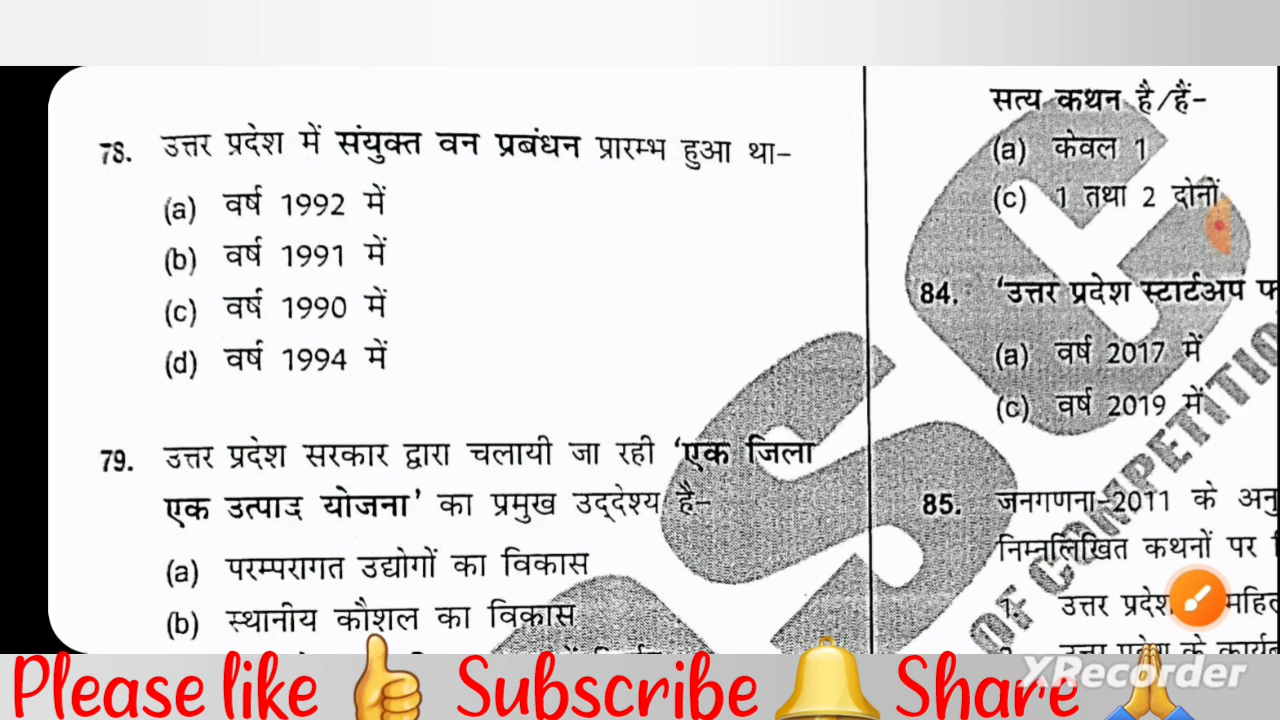 78. उत्तर प्रदेश में संयुक्त वन प्रबंधन प्रारम्भ हुआ था–
(a) वर्ष 1992 में
(b) वर्ष 1991 में
(c) वर्ष 1990 में
(d) वर्ष 1994 में
79. उत्तर प्रदेश सरकार द्वारा चलायी जा रही ‘एक जिला
एक उत्पाद योजना’ का प्रमुख उद्देश्य है–
(a) परम्परागत उद्योगों का विकास
(b) स्थानीय कौशल का विकास
सत्य कथन है/हैं–
(a) केवल 1
(c) 1 तथा 2 दोनों
84. ‘उत्तर प्रदेश स्टार्टअप
(a) वर्ष 2017 में
(c) वर्ष 2019 में
85. जनगणना–2011 के
निम्नलिखित कथनों पर
1. उत्तर प्रदेश
OF COMPETITIO
Please like Subscribe Share
XRecorder